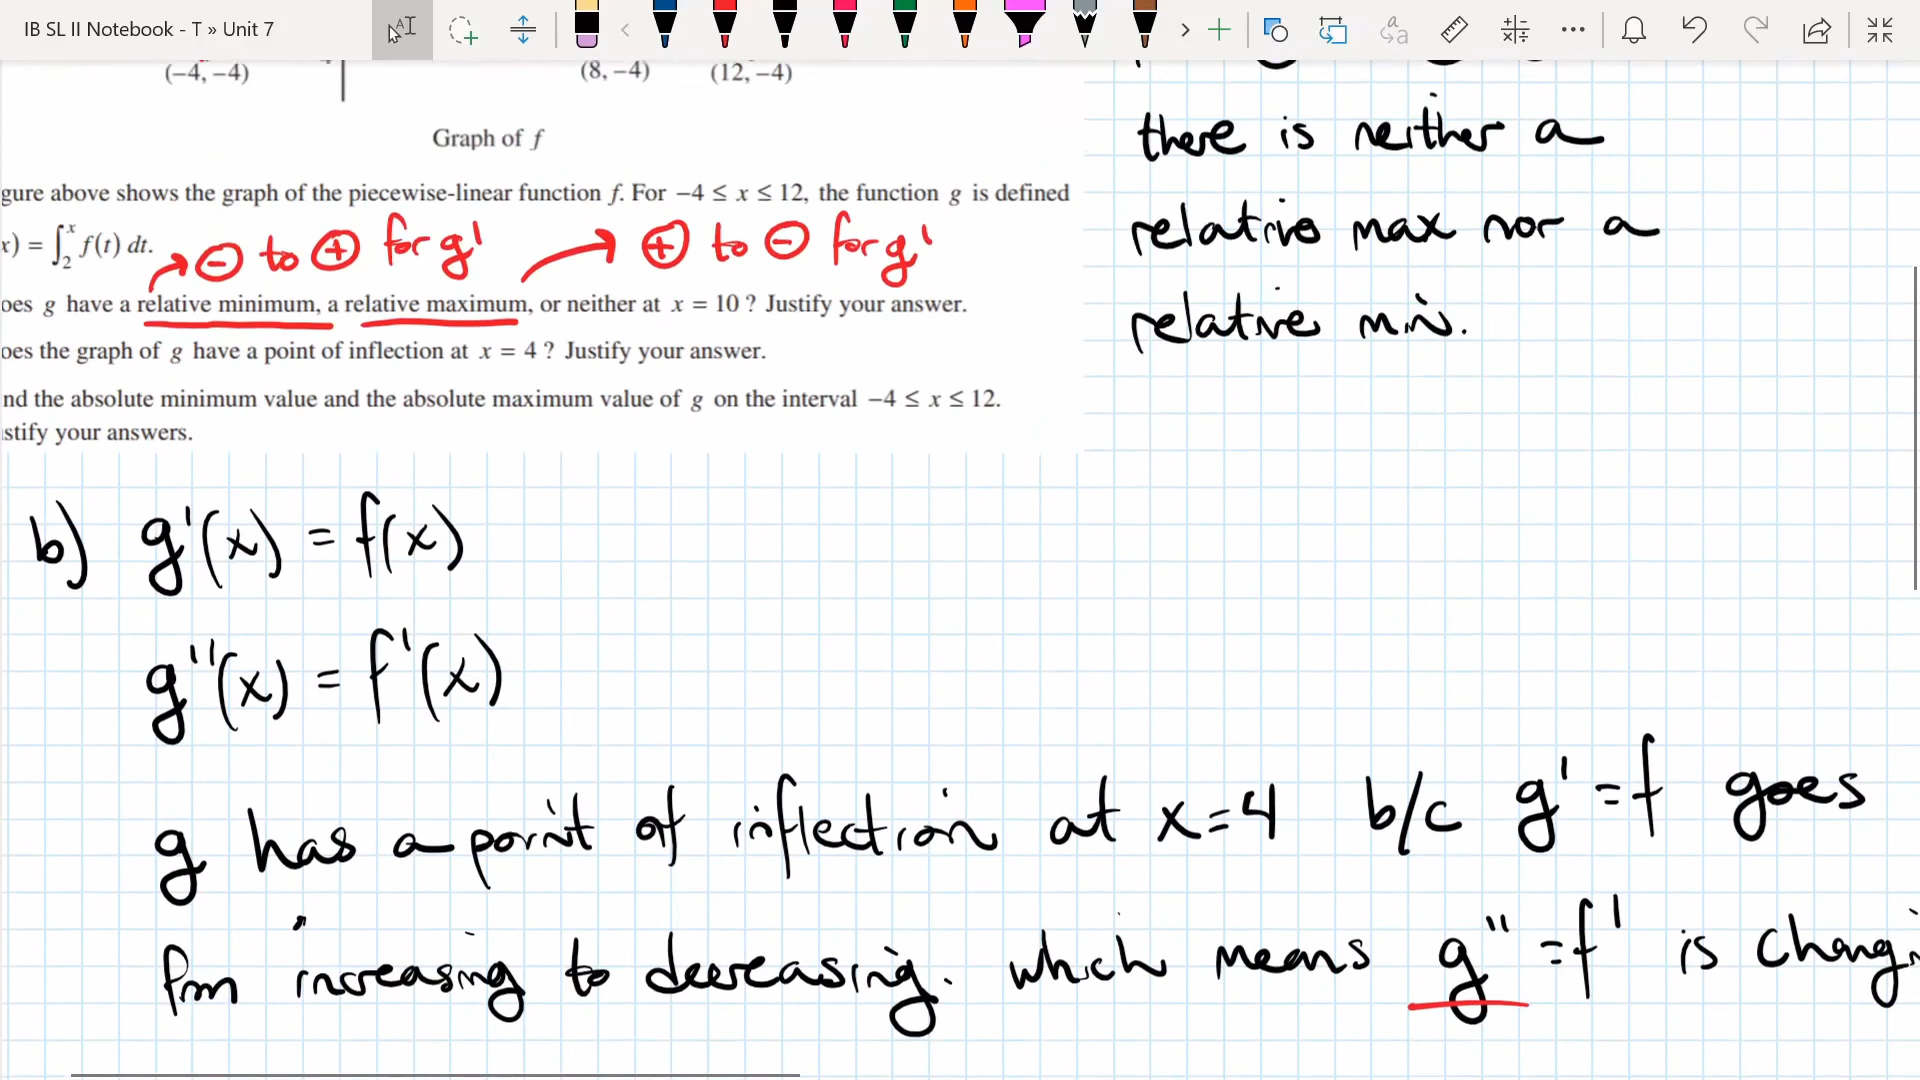 IB SL II Notebook - T » Unit 7
(−4, −4) (8, −4) (12, −4)
Graph of f
gure above shows the graph of the piecewise-linear function f. For −4 ≤ x ≤ 12, the function g is defined
x) = ∫₂ˣ f(t) dt.
⊖ to ⊕ for g' ⊕ to ⊖ for g'
oes g have a relative minimum, a relative maximum, or neither at x = 10 ? Justify your answer.
oes the graph of g have a point of inflection at x = 4 ? Justify your answer.
nd the absolute minimum value and the absolute maximum value of g on the interval −4 ≤ x ≤ 12.
stify your answers.
there is neither a
relative max nor a
relative min.
b) g'(x) = f(x)
g''(x) = f'(x)
g has a point of inflection at x=4 b/c g' = f goes
from increasing to decreasing. which means g'' = f' is chang